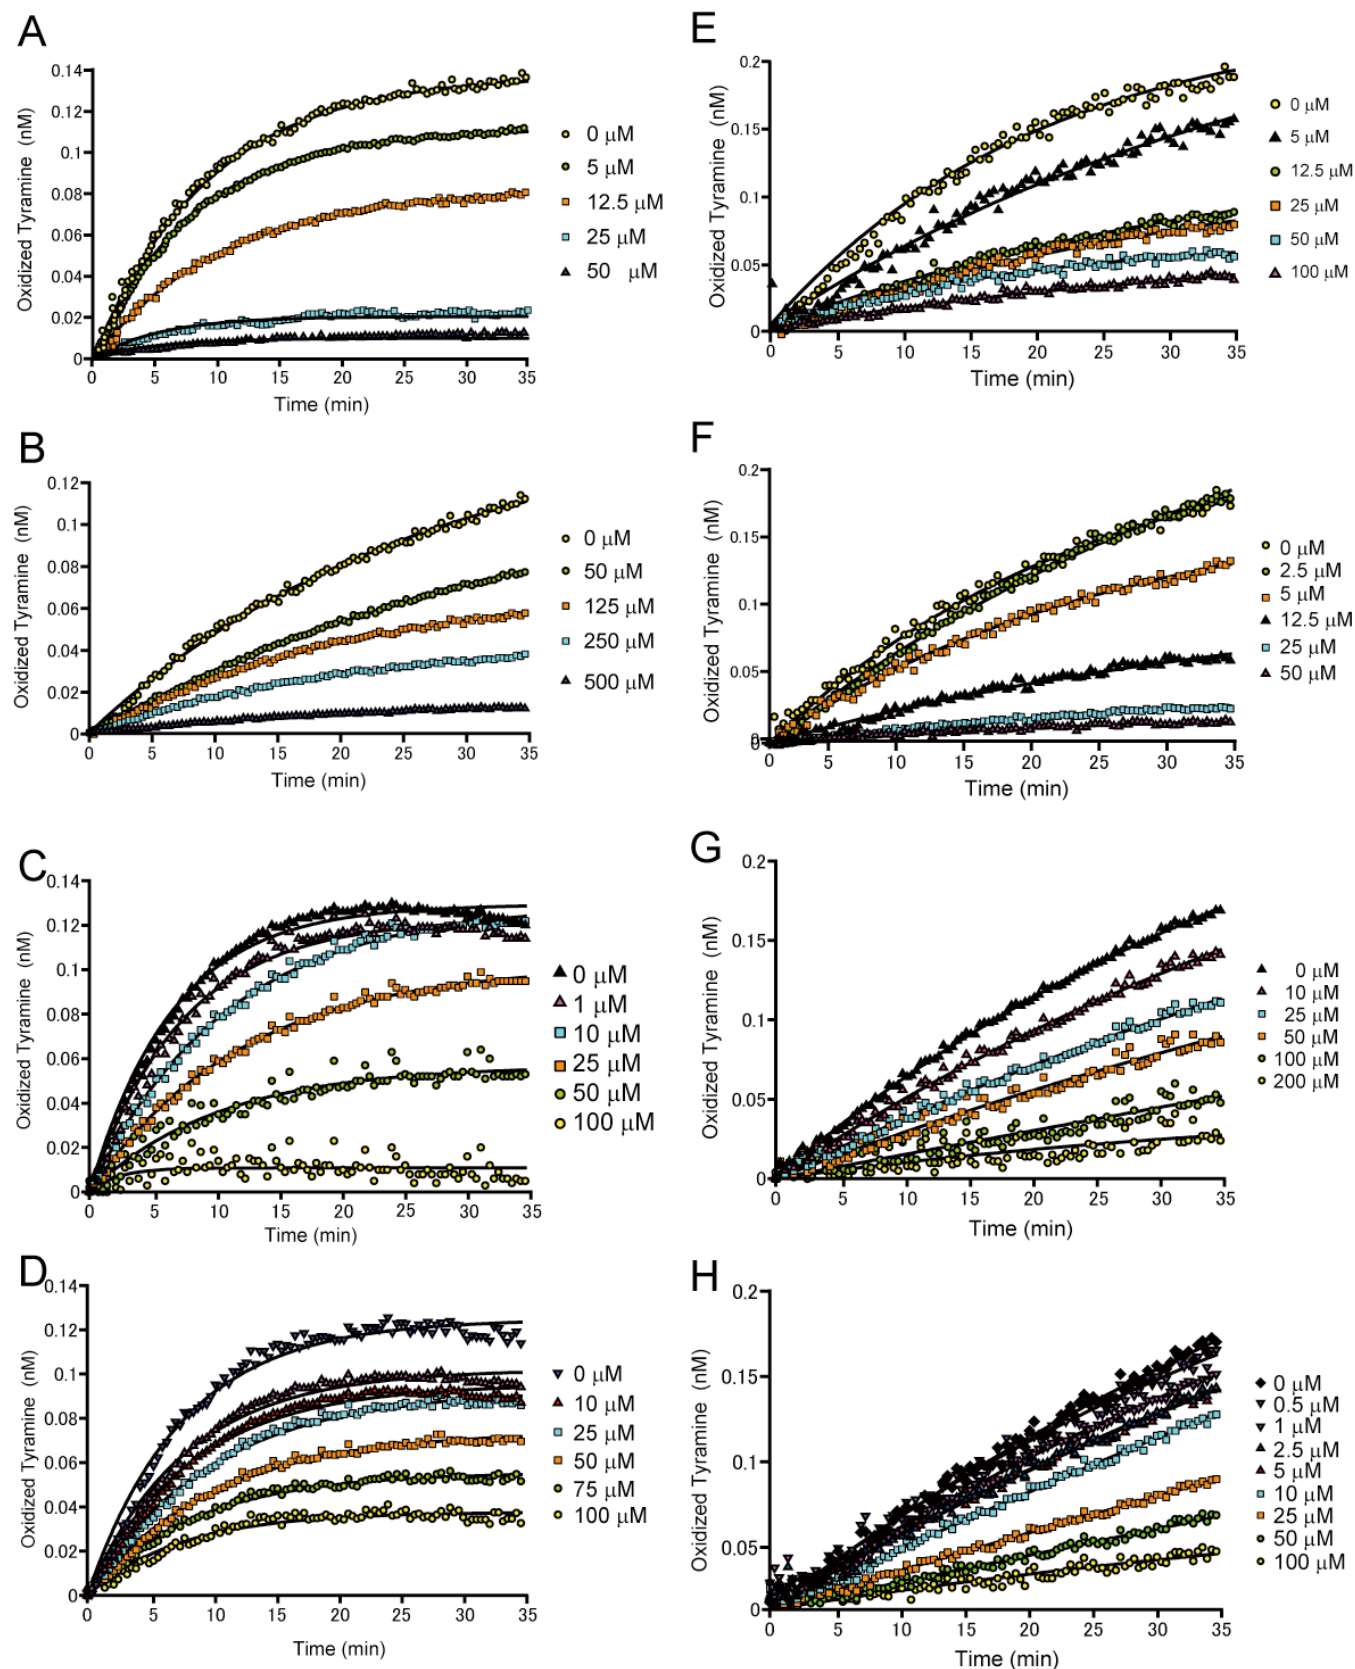 A
Oxidized Tyramine (nM)
0.14
0.12
0.1
0.08
0.06
0.04
0.02
0
0 5 10 15 20 25 30 35
Time (min)
0 μM
5 μM
12.5 μM
25 μM
50 μM
E
Oxidized Tyramine (nM)
0.2
0.15
0.1
0.05
0
0 5 10 15 20 25 30 35
Time (min)
0 μM
5 μM
12.5 μM
25 μM
50 μM
100 μM
B
Oxidized Tyramine (nM)
0.12
0.1
0.08
0.06
0.04
0.02
0
0 5 10 15 20 25 30 35
Time (min)
0 μM
50 μM
125 μM
250 μM
500 μM
F
Oxidized Tyramine (nM)
0.2
0.15
0.1
0.05
0
0
0 5 10 15 20 25 30 35
Time (min)
0 μM
2.5 μM
5 μM
12.5 μM
25 μM
50 μM
C
Oxidized Tyramine (nM)
0.14
0.12
0.1
0.08
0.06
0.04
0.02
0
0 5 10 15 20 25 30 35
Time (min)
0 μM
1 μM
10 μM
25 μM
50 μM
100 μM
G
Oxidized Tyramine (nM)
0.2
0.15
0.1
0.05
0
0 5 10 15 20 25 30 35
Time (min)
0 μM
10 μM
25 μM
50 μM
100 μM
200 μM
D
Oxidized Tyramine (nM)
0.14
0.12
0.1
0.08
0.06
0.04
0.02
0
0 5 10 15 20 25 30 35
Time (min)
0 μM
10 μM
25 μM
50 μM
75 μM
100 μM
H
Oxidized Tyramine (nM)
0.2
0.15
0.1
0.05
0
0 5 10 15 20 25 30 35
Time (min)
0 μM
0.5 μM
1 μM
2.5 μM
5 μM
10 μM
25 μM
50 μM
100 μM